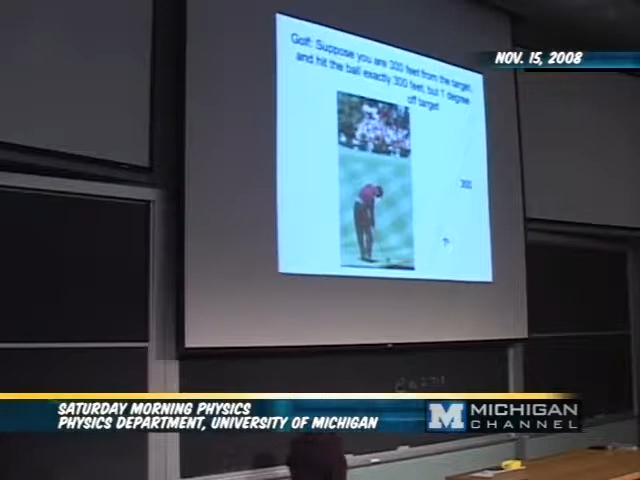 NOV. 15, 2008
Golf: Suppose you are 300 feet from the target,
and hit the ball exactly 300 feet, but 1 degree
off target
300
1°
SATURDAY MORNING PHYSICS
PHYSICS DEPARTMENT, UNIVERSITY OF MICHIGAN
M MICHIGAN
CHANNEL